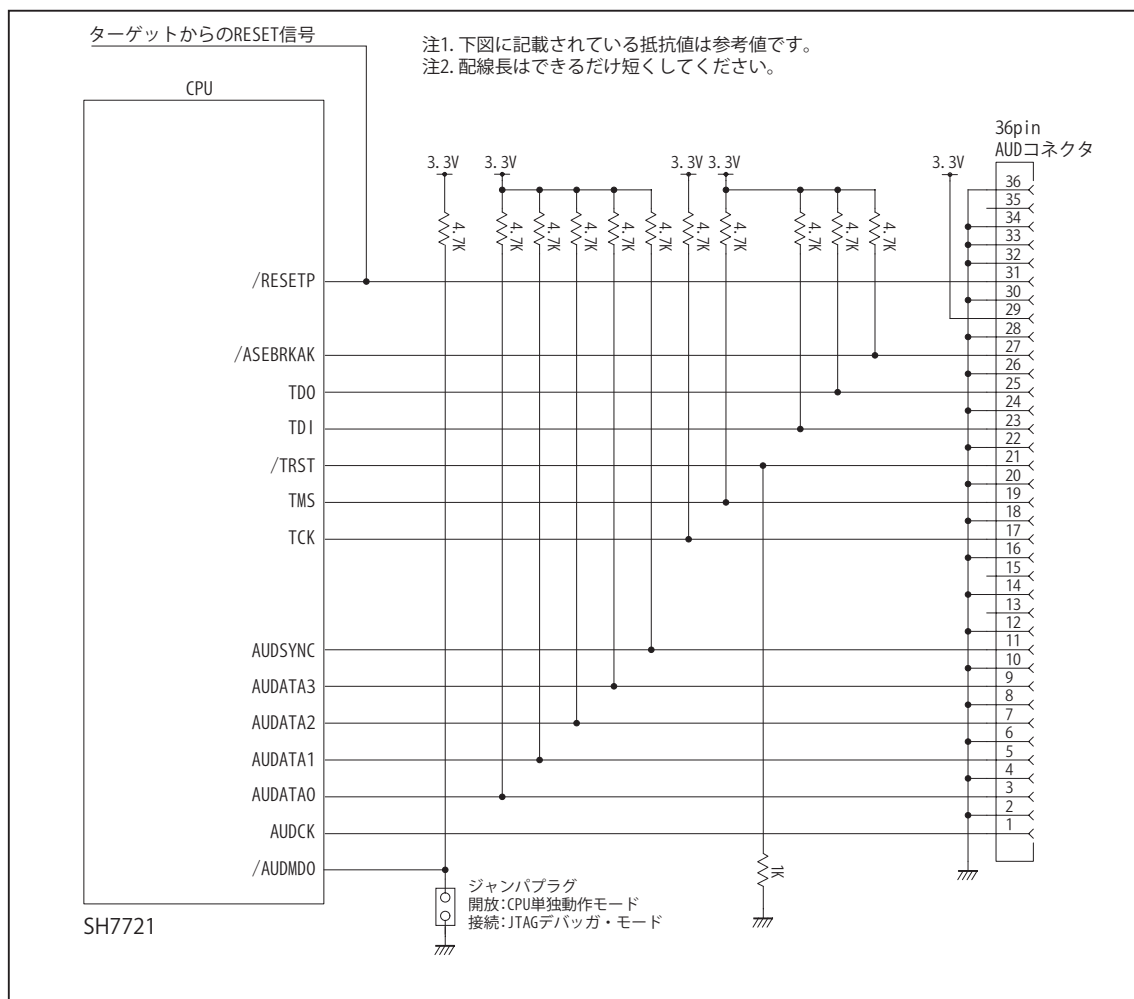 ターゲットからのRESET信号
注1. 下図に記載されている抵抗値は参考値です。
注2. 配線長はできるだけ短くしてください。
CPU
36pin
AUDコネクタ
3.3V
3.3V
3.3V
3.3V
3.3V
4.7K
4.7K
4.7K
4.7K
4.7K
4.7K
4.7K
4.7K
4.7K
4.7K
4.7K
36
35
34
33
32
31
30
29
28
27
26
25
24
23
22
21
20
19
18
17
16
15
14
13
12
11
10
9
8
7
6
5
4
3
2
1
/RESETP
/ASEBRKAK
TDO
TDI
/TRST
TMS
TCK
AUDSYNC
AUDATA3
AUDATA2
AUDATA1
AUDATA0
AUDCK
/AUDMD0
1K
ジャンパプラグ
開放:CPU単独動作モード
接続:JTAGデバッガ・モード
SH7721